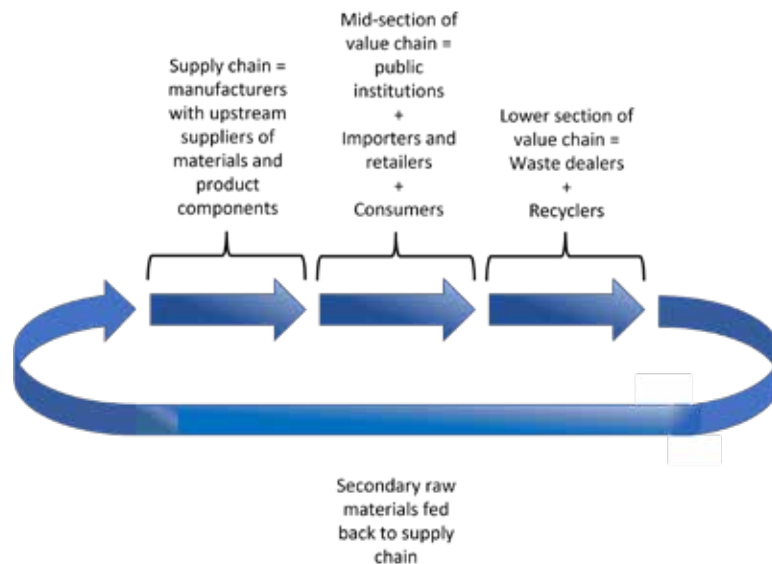 Supply chain =
manufacturers
with upstream
suppliers of
materials and
product
components
Mid-section of
value chain =
public
institutions
+
Importers and
retailers
+
Consumers
Lower section of
value chain =
Waste dealers
+
Recyclers
Secondary raw
materials fed
back to supply
chain